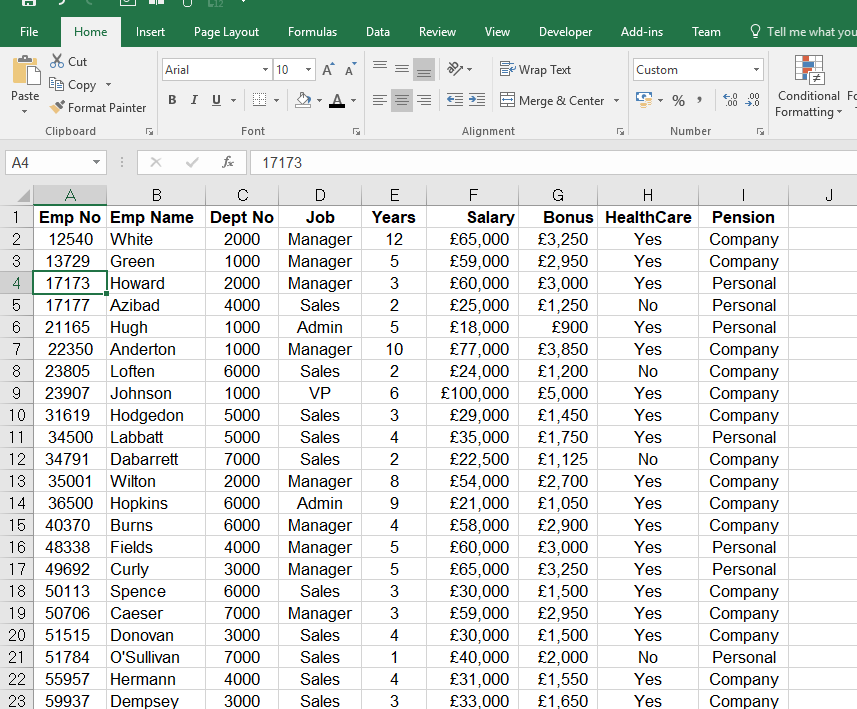 File Home Insert Page Layout Formulas Data Review View Developer Add-ins Team Tell me what you
Cut
Arial 10 A A Wrap Text Custom
Copy
Paste Format Painter B I U A Merge & Center % , .00 .0 Conditional
Formatting
Clipboard Font Alignment Number
A4 fx 17173
A B C D E F G H I J
1 Emp No Emp Name Dept No Job Years Salary Bonus HealthCare Pension
2 12540 White 2000 Manager 12 £65,000 £3,250 Yes Company
3 13729 Green 1000 Manager 5 £59,000 £2,950 Yes Company
4 17173 Howard 2000 Manager 3 £60,000 £3,000 Yes Personal
5 17177 Azibad 4000 Sales 2 £25,000 £1,250 No Personal
6 21165 Hugh 1000 Admin 5 £18,000 £900 Yes Personal
7 22350 Anderton 1000 Manager 10 £77,000 £3,850 Yes Company
8 23805 Loften 6000 Sales 2 £24,000 £1,200 No Company
9 23907 Johnson 1000 VP 6 £100,000 £5,000 Yes Company
10 31619 Hodgedon 5000 Sales 3 £29,000 £1,450 Yes Company
11 34500 Labbatt 5000 Sales 4 £35,000 £1,750 Yes Personal
12 34791 Dabarrett 7000 Sales 2 £22,500 £1,125 No Company
13 35001 Wilton 2000 Manager 8 £54,000 £2,700 Yes Company
14 36500 Hopkins 6000 Admin 9 £21,000 £1,050 Yes Company
15 40370 Burns 6000 Manager 4 £58,000 £2,900 Yes Company
16 48338 Fields 4000 Manager 5 £60,000 £3,000 Yes Personal
17 49692 Curly 3000 Manager 5 £65,000 £3,250 Yes Company
18 50113 Spence 6000 Sales 3 £30,000 £1,500 Yes Company
19 50706 Caeser 7000 Manager 3 £59,000 £2,950 Yes Company
20 51515 Donovan 3000 Sales 4 £30,000 £1,500 Yes Company
21 51784 O'Sullivan 7000 Sales 1 £40,000 £2,000 No Personal
22 55957 Hermann 4000 Sales 4 £31,000 £1,550 Yes Company
23 59937 Dempsey 3000 Sales 3 £33,000 £1,650 Yes Company